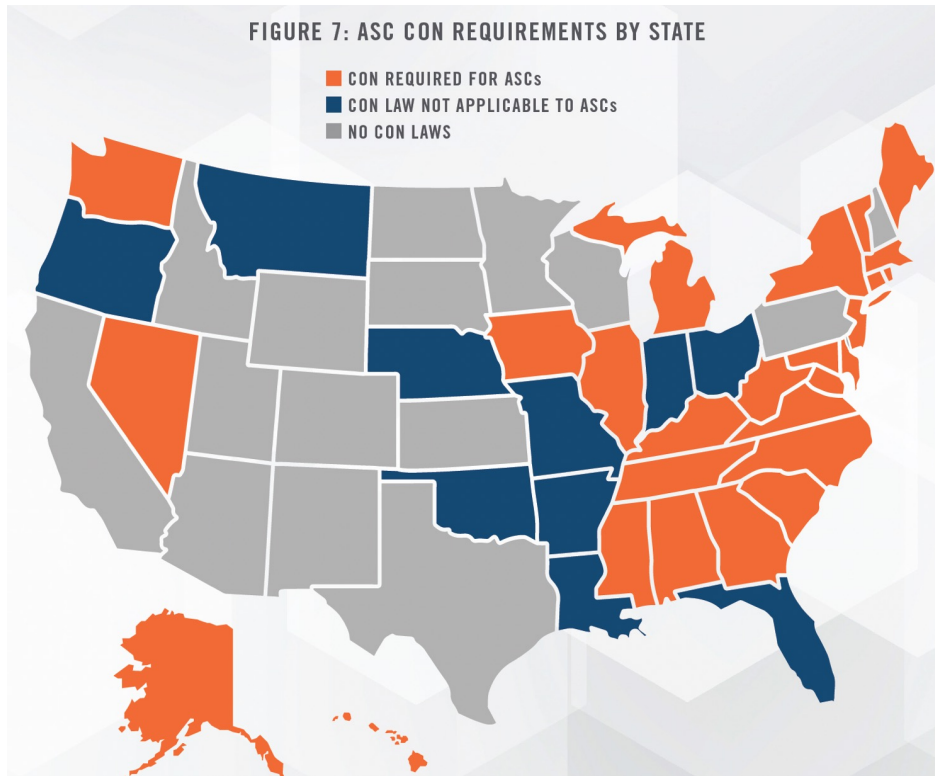 FIGURE 7: ASC CON REQUIREMENTS BY STATE
CON REQUIRED FOR ASCs
CON LAW NOT APPLICABLE TO ASCs
NO CON LAWS